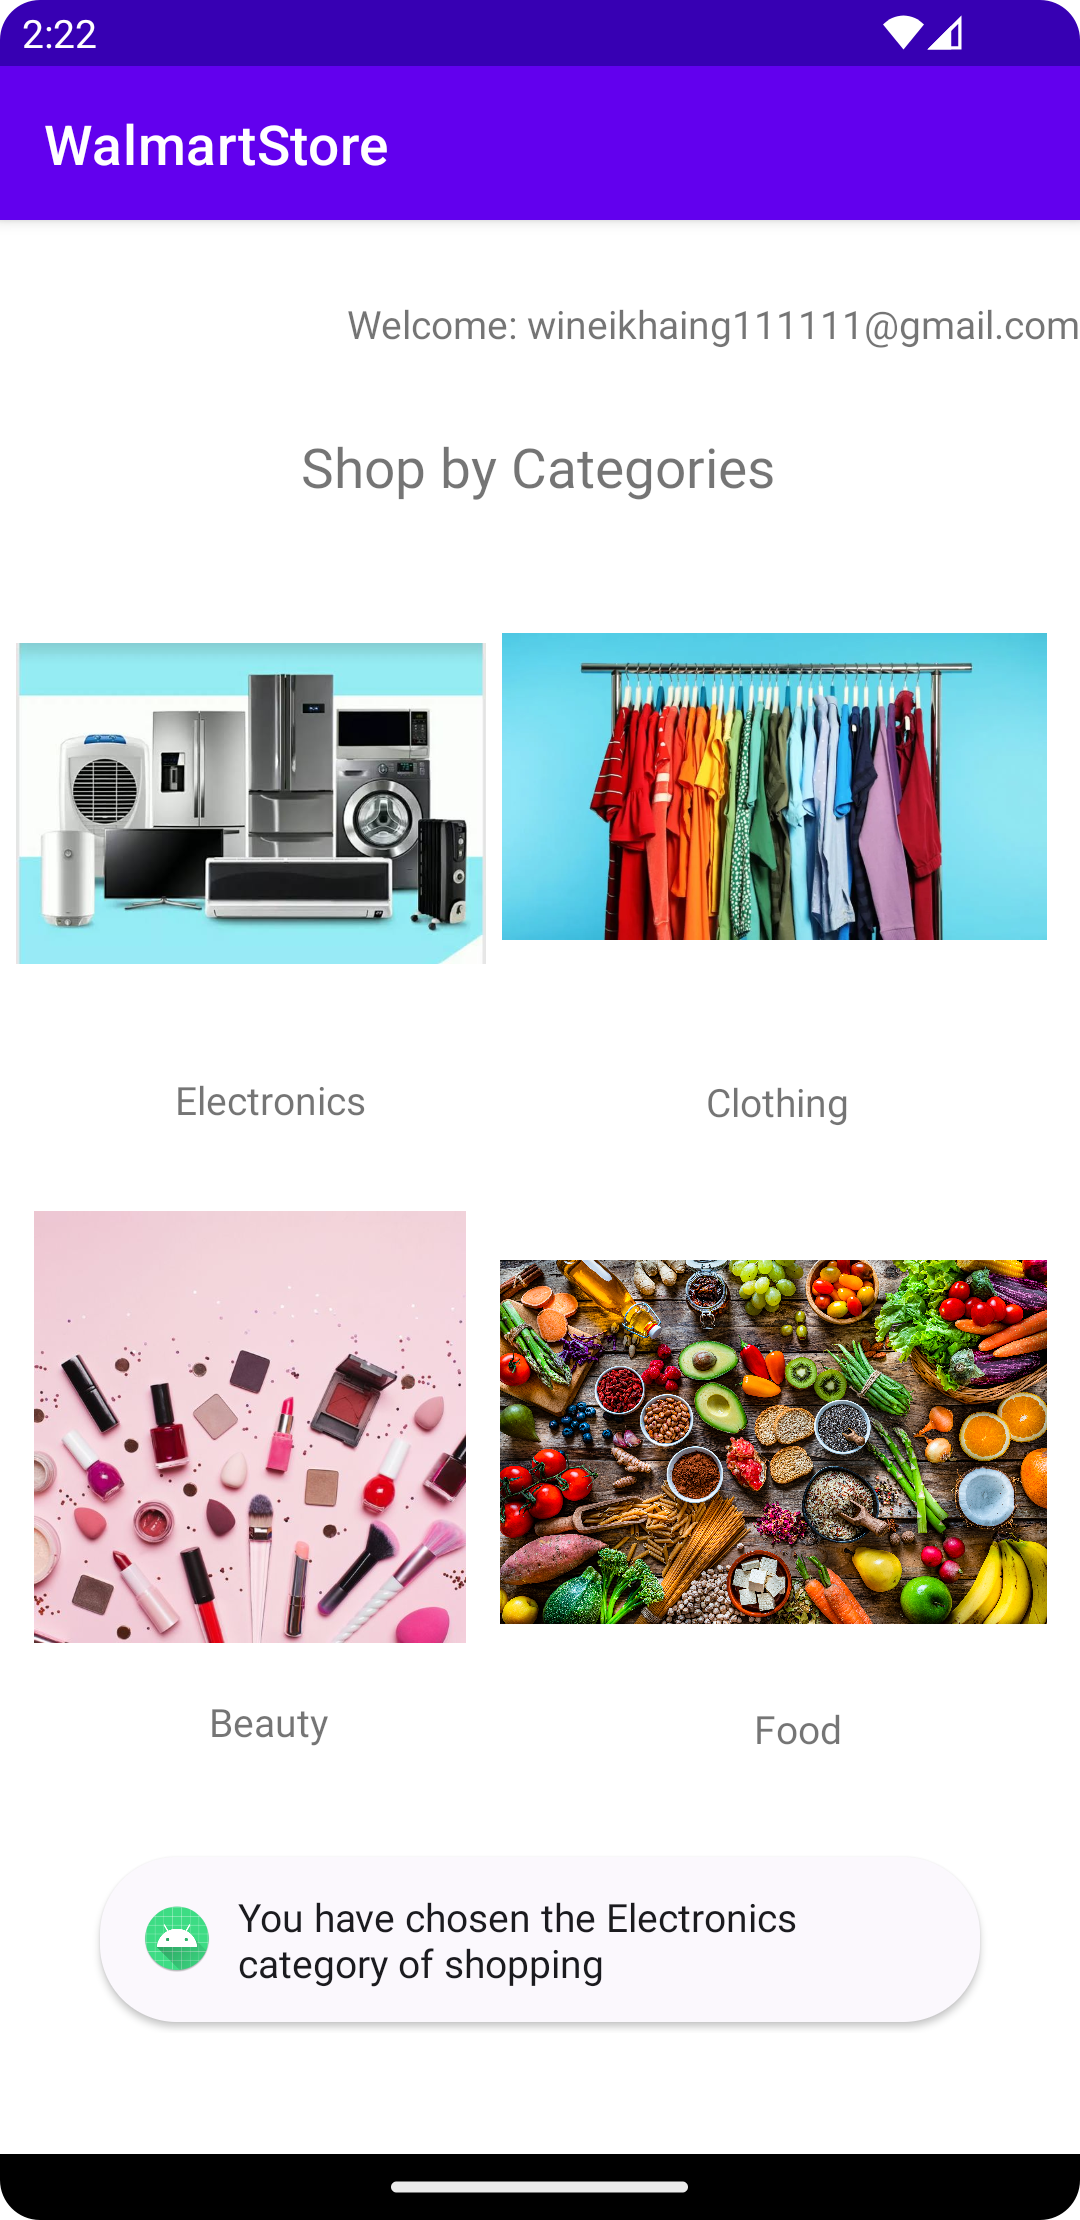 2:22
WalmartStore
Welcome: wineikhaing111111@gmail.com
Shop by Categories
Electronics
Clothing
Beauty
Food
You have chosen the Electronics
category of shopping